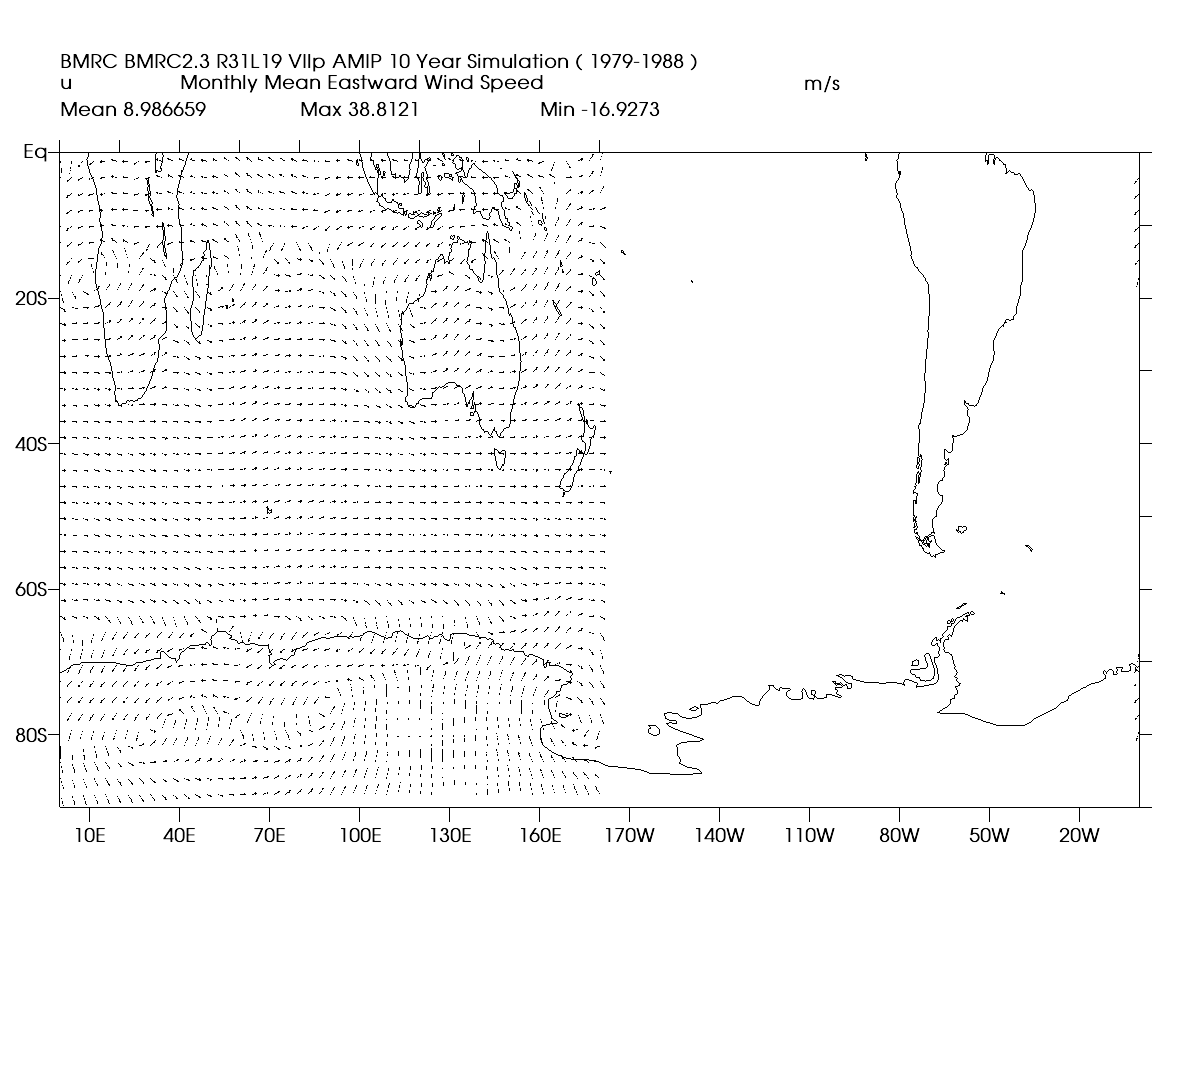 BMRC BMRC2.3 R31L19 VIIp AMIP 10 Year Simulation ( 1979-1988 )
u Monthly Mean Eastward Wind Speed m/s
Mean 8.986659 Max 38.8121 Min -16.9273
Eq
20S
40S
60S
80S
10E 40E 70E 100E 130E 160E 170W 140W 110W 80W 50W 20W